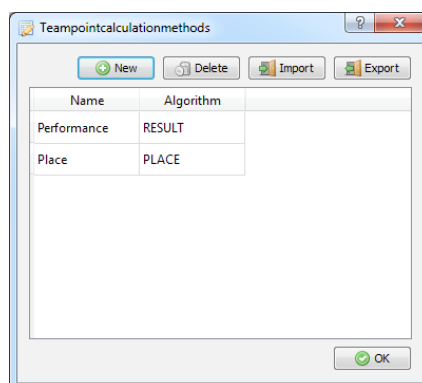 Teampointcalculationmethods
New Delete Import Export
Name Algorithm
Performance RESULT
Place PLACE
OK